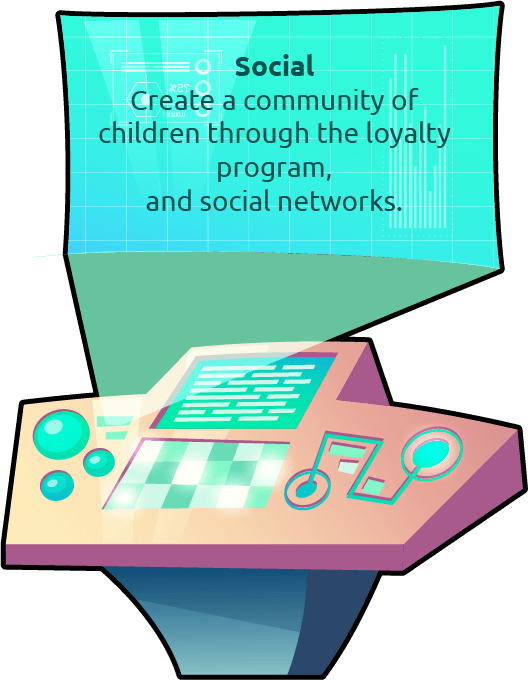 Social
Create a community of
children through the loyalty
program,
and social networks.